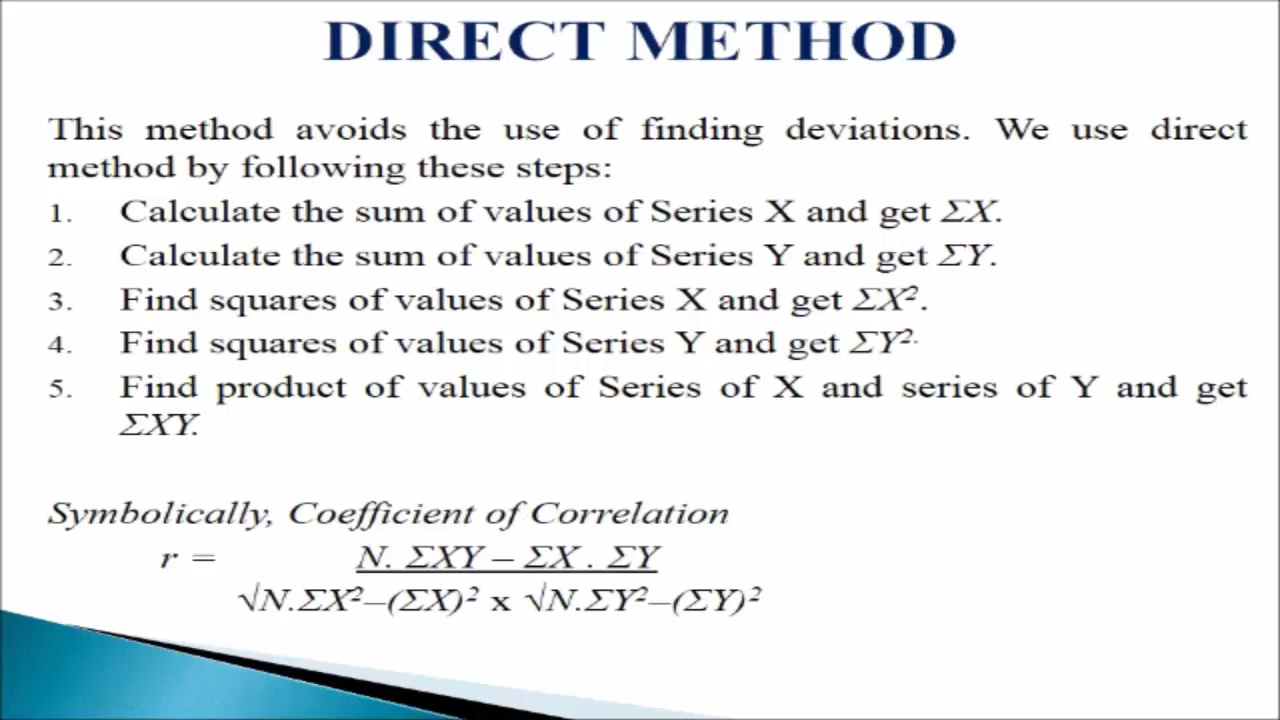 DIRECT METHOD
This method avoids the use of finding deviations. We use direct
method by following these steps:
1. Calculate the sum of values of Series X and get ΣX.
2. Calculate the sum of values of Series Y and get ΣY.
3. Find squares of values of Series X and get ΣX².
4. Find squares of values of Series Y and get ΣY².
5. Find product of values of Series of X and series of Y and get
ΣXY.
Symbolically, Coefficient of Correlation
r = N. ΣXY – ΣX . ΣY
√N.ΣX²–(ΣX)² x √N.ΣY²–(ΣY)²